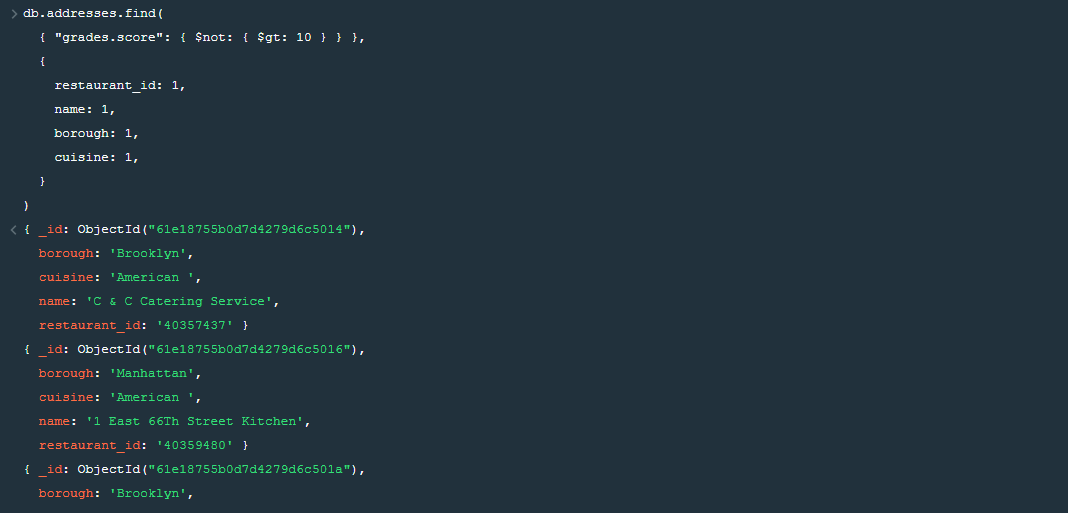 > db.addresses.find(
{ "grades.score": { $not: { $gt: 10 } } },
{
restaurant_id: 1,
name: 1,
borough: 1,
cuisine: 1,
}
)
< { _id: ObjectId("61e18755b0d7d4279d6c5014"),
borough: 'Brooklyn',
cuisine: 'American ',
name: 'C & C Catering Service',
restaurant_id: '40357437' }
{ _id: ObjectId("61e18755b0d7d4279d6c5016"),
borough: 'Manhattan',
cuisine: 'American ',
name: '1 East 66Th Street Kitchen',
restaurant_id: '40359480' }
{ _id: ObjectId("61e18755b0d7d4279d6c501a"),
borough: 'Brooklyn',